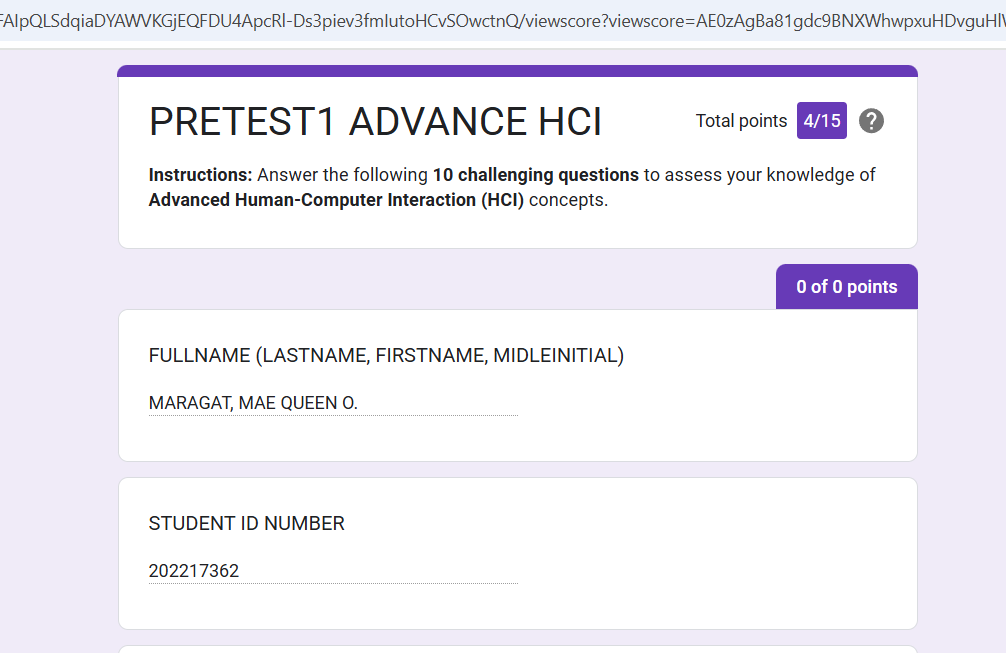 FAIpQLSdqiaDYAWVKGjEQFDU4ApcRl-Ds3piev3fmlutoHCvSOwctnQ/viewscore?viewscore=AE0zAgBa81gdc9BNXWhwpxuHDvguHlV
PRETEST1 ADVANCE HCI
Total points 4/15 ?
Instructions: Answer the following 10 challenging questions to assess your knowledge of
Advanced Human-Computer Interaction (HCI) concepts.
0 of 0 points
FULLNAME (LASTNAME, FIRSTNAME, MIDLEINITIAL)
MARAGAT, MAE QUEEN O.
STUDENT ID NUMBER
202217362